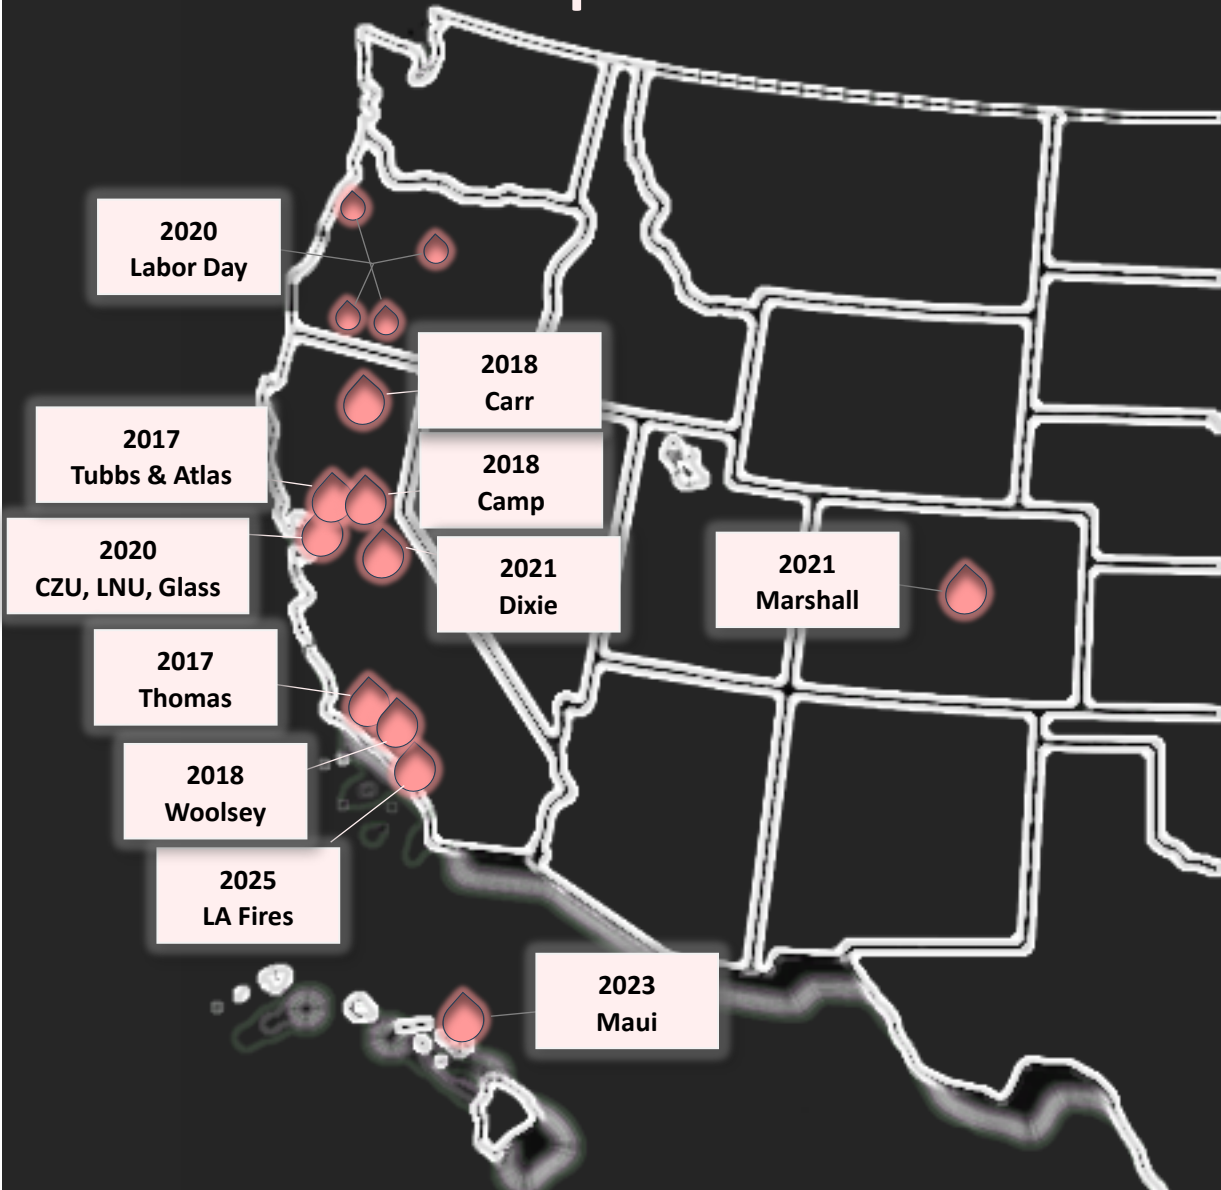 2020
Labor Day
2018
Carr
2017
Tubbs & Atlas
2018
Camp
2020
CZU, LNU, Glass
2021
Dixie
2021
Marshall
2017
Thomas
2018
Woolsey
2025
LA Fires
2023
Maui